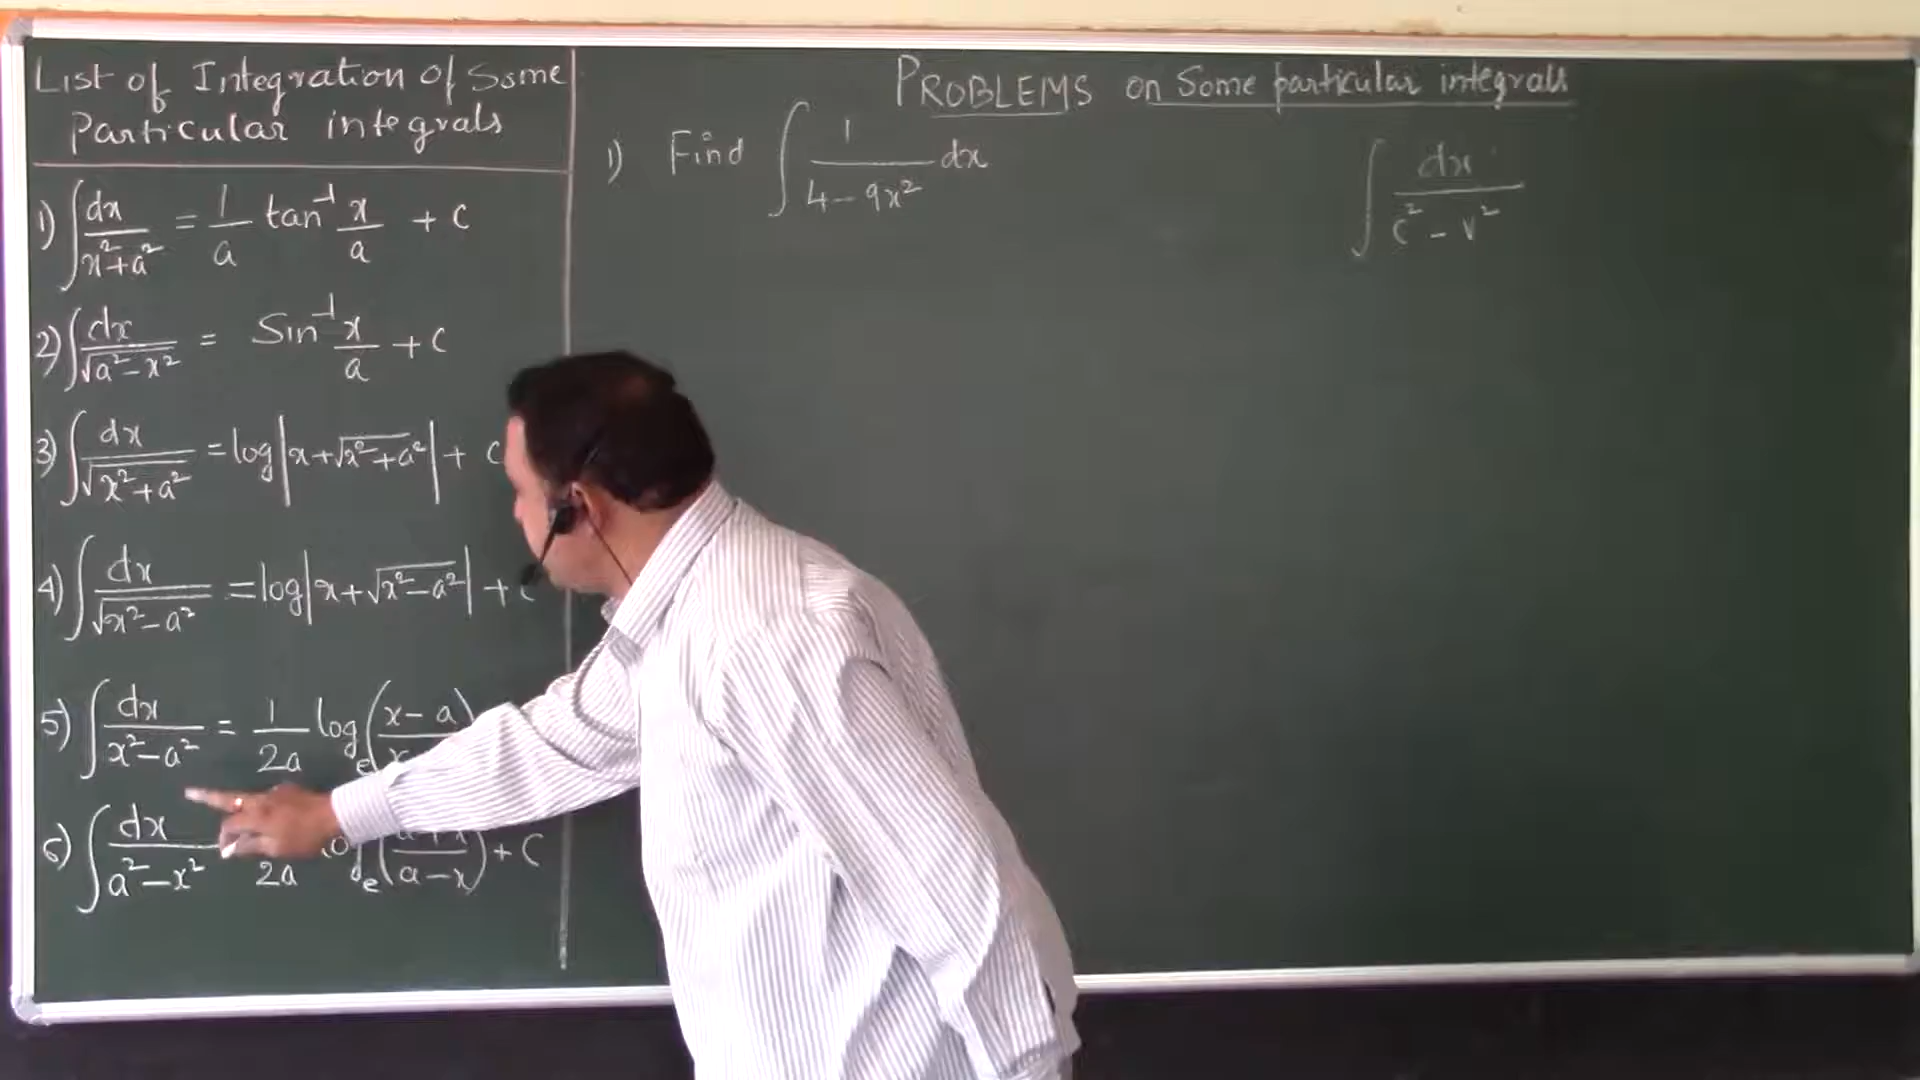 List of Integration of Some
Particular integrals
1) ∫ dx/(x²+a²) = 1/a tan⁻¹ x/a + C
2) ∫ dx/√(a²-x²) = Sin⁻¹ x/a + C
3) ∫ dx/√(x²+a²) = log|x+√(x²+a²)| + C
4) ∫ dx/√(x²-a²) = log|x+√(x²-a²)| + C
5) ∫ dx/(x²-a²) = 1/2a logₑ(x-a
6) ∫ dx/(a²-x²) 2a logₑ(a+x/a-x) + C
PROBLEMS on Some particular integrals
1) Find ∫ 1/(4-9x²) dx
∫ dx/(c²-v²)